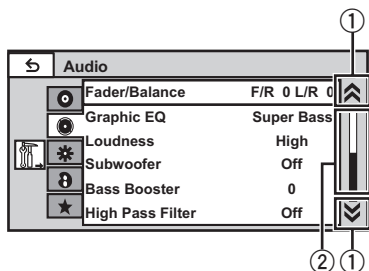 ①
Audio
Fader/Balance F/R 0 L/R 0
Graphic EQ Super Bass
Loudness High
Subwoofer Off
Bass Booster 0
High Pass Filter Off
② ①